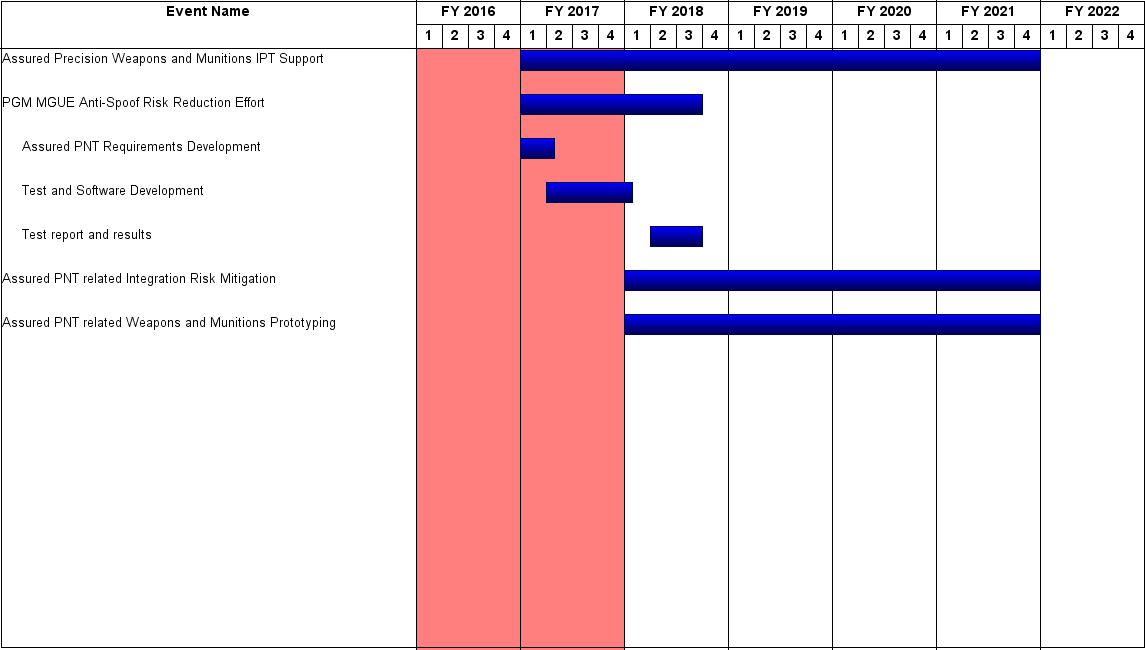 Event Name FY 2016 FY 2017 FY 2018 FY 2019 FY 2020 FY 2021 FY 2022
1 2 3 4 1 2 3 4 1 2 3 4 1 2 3 4 1 2 3 4 1 2 3 4 1 2 3 4
Assured Precision Weapons and Munitions IPT Support
PGM MGUE Anti-Spoof Risk Reduction Effort
Assured PNT Requirements Development
Test and Software Development
Test report and results
Assured PNT related Integration Risk Mitigation
Assured PNT related Weapons and Munitions Prototyping